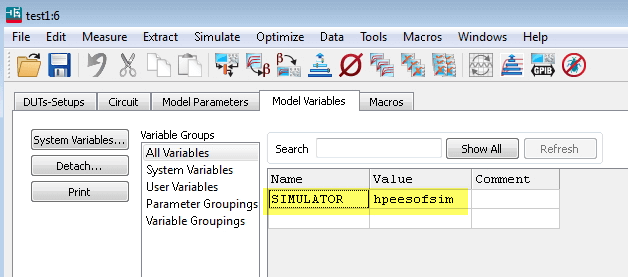 test1:6
File Edit Measure Extract Simulate Optimize Data Tools Macros Windows Help
GPIB
DUTs-Setups Circuit Model Parameters Model Variables Macros
System Variables...
Detach...
Print
Variable Groups
All Variables
System Variables
User Variables
Parameter Groupings
Variable Groupings
Search Show All Refresh
Name Value Comment
SIMULATOR hpeesofsim